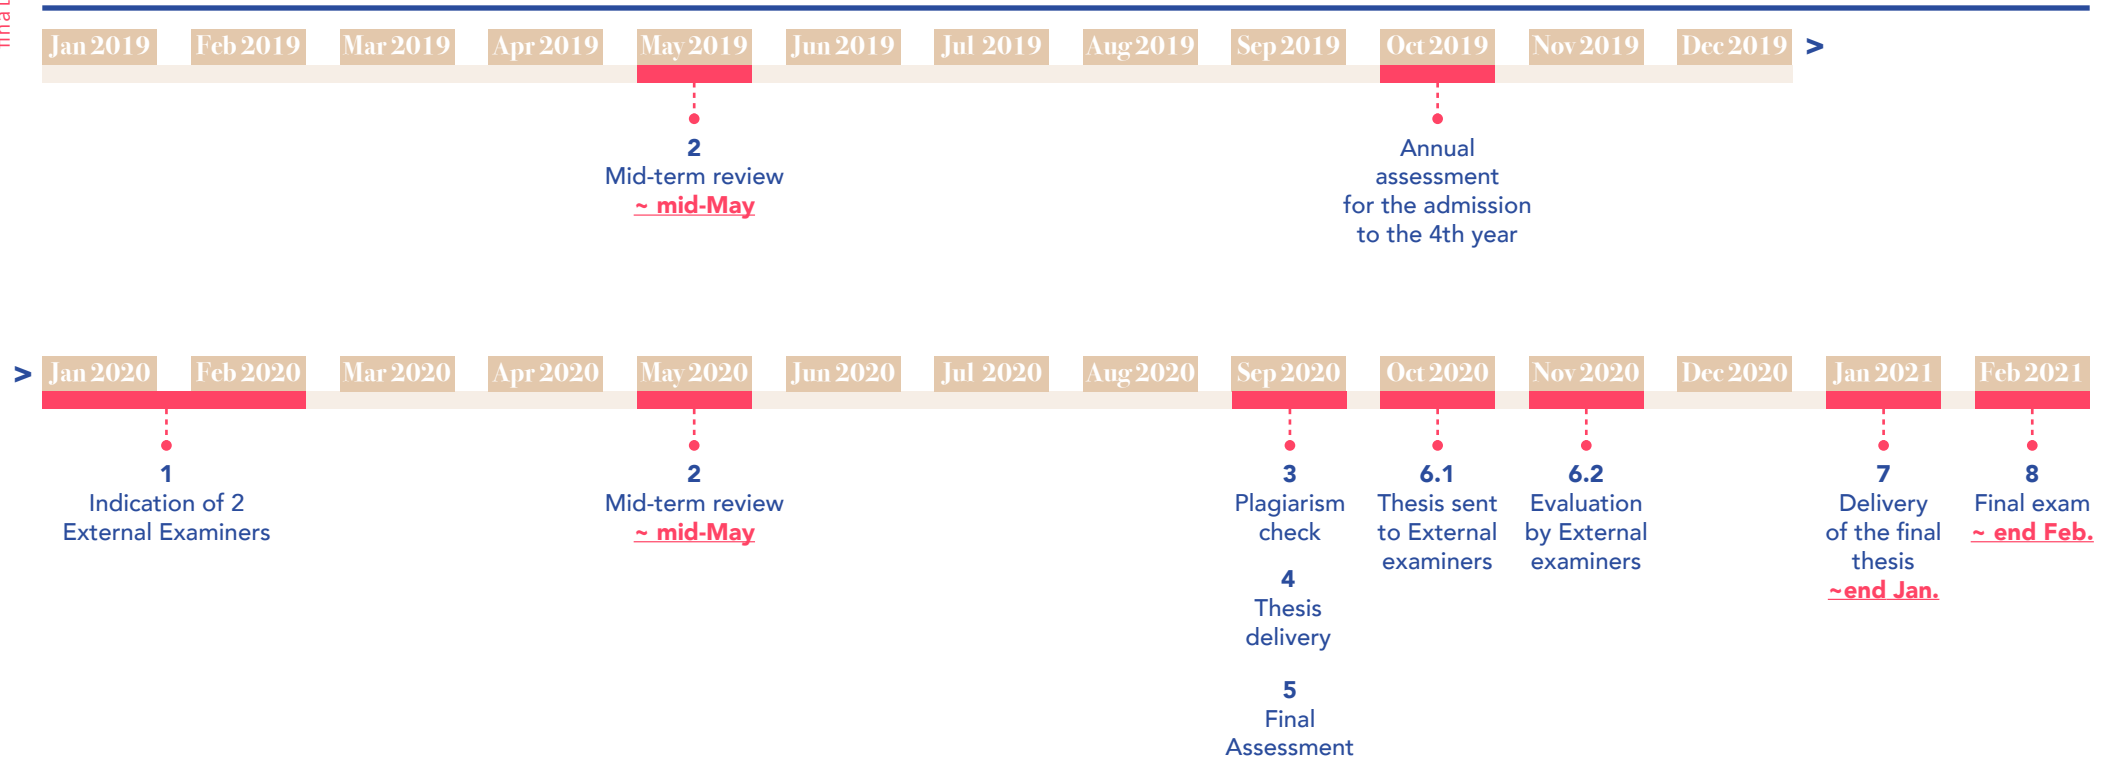 Jan 2019 Feb 2019 Mar 2019 Apr 2019 May 2019 Jun 2019 Jul 2019 Aug 2019 Sep 2019 Oct 2019 Nov 2019 Dec 2019 >
2
Mid-term review
~ mid-May
Annual
assessment
for the admission
to the 4th year
> Jan 2020 Feb 2020 Mar 2020 Apr 2020 May 2020 Jun 2020 Jul 2020 Aug 2020 Sep 2020 Oct 2020 Nov 2020 Dec 2020 Jan 2021 Feb 2021
1
Indication of 2
External Examiners
2
Mid-term review
~ mid-May
3
Plagiarism
check
4
Thesis
delivery
5
Final
Assessment
6.1
Thesis sent
to External
examiners
6.2
Evaluation
by External
examiners
7
Delivery
of the final
thesis
~end Jan.
8
Final exam
~ end Feb.